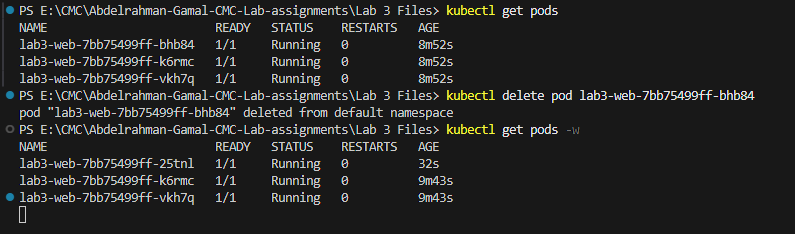 PS E:\CMC\Abdelrahman-Gamal-CMC-Lab-assignments\Lab 3 Files> kubectl get pods
NAME READY STATUS RESTARTS AGE
lab3-web-7bb75499ff-bhb84 1/1 Running 0 8m52s
lab3-web-7bb75499ff-k6rmc 1/1 Running 0 8m52s
lab3-web-7bb75499ff-vkh7q 1/1 Running 0 8m52s
PS E:\CMC\Abdelrahman-Gamal-CMC-Lab-assignments\Lab 3 Files> kubectl delete pod lab3-web-7bb75499ff-bhb84
pod "lab3-web-7bb75499ff-bhb84" deleted from default namespace
PS E:\CMC\Abdelrahman-Gamal-CMC-Lab-assignments\Lab 3 Files> kubectl get pods -w
NAME READY STATUS RESTARTS AGE
lab3-web-7bb75499ff-25tnl 1/1 Running 0 32s
lab3-web-7bb75499ff-k6rmc 1/1 Running 0 9m43s
lab3-web-7bb75499ff-vkh7q 1/1 Running 0 9m43s